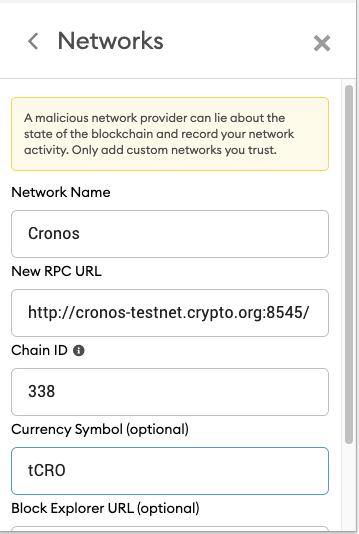 Networks
A malicious network provider can lie about the
state of the blockchain and record your network
activity. Only add custom networks you trust.
Network Name
Cronos
New RPC URL
http://cronos-testnet.crypto.org:8545/
Chain ID
338
Currency Symbol (optional)
tCRO
Block Explorer URL (optional)